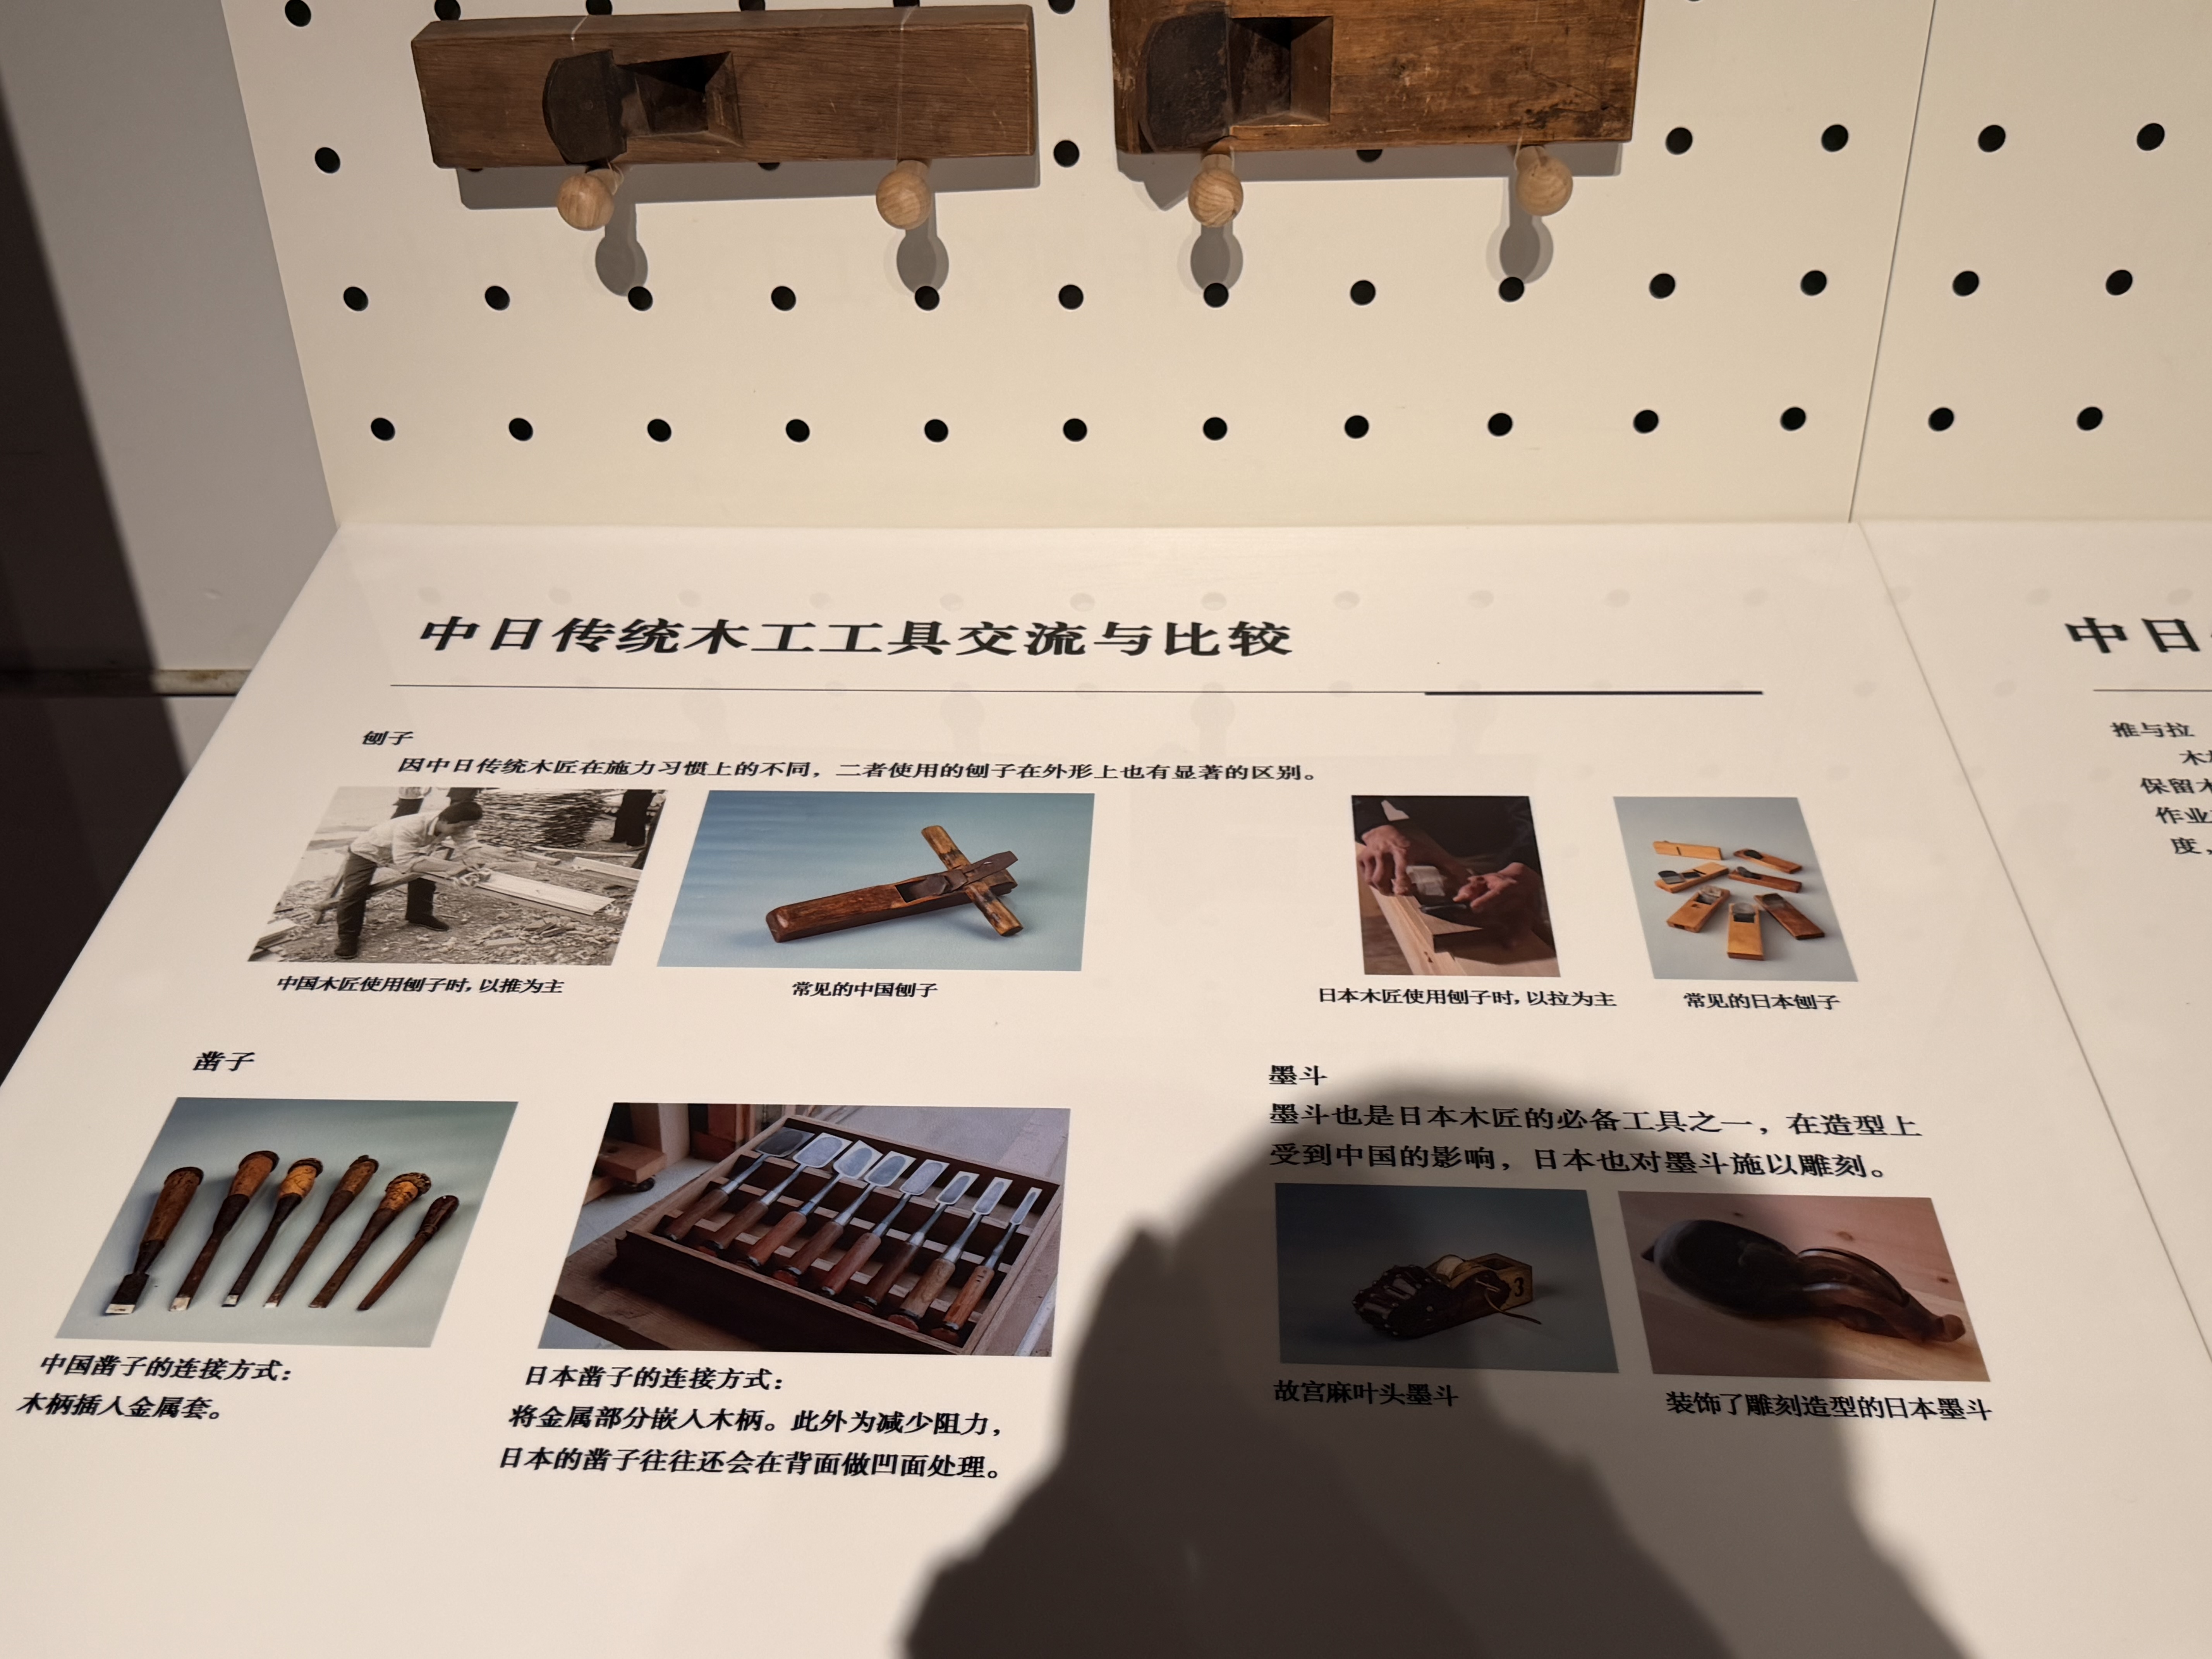 中日传统木工工具交流与比较
刨子
因中日传统木匠在施力习惯上的不同，二者使用的刨子在外形上也有显著的区别。
中国木匠使用刨子时，以推为主
常见的中国刨子
日本木匠使用刨子时，以拉为主
常见的日本刨子
凿子
中国凿子的连接方式：
木柄插入金属套。
日本凿子的连接方式：
将金属部分嵌入木柄。此外为减少阻力，
日本的凿子往往还会在背面做凹面处理。
墨斗
墨斗也是日本木匠的必备工具之一，在造型上
受到中国的影响，日本也对墨斗施以雕刻。
3
故宫麻叶头墨斗
装饰了雕刻造型的日本墨斗
中日
推与拉
木
保留木
作业
度，